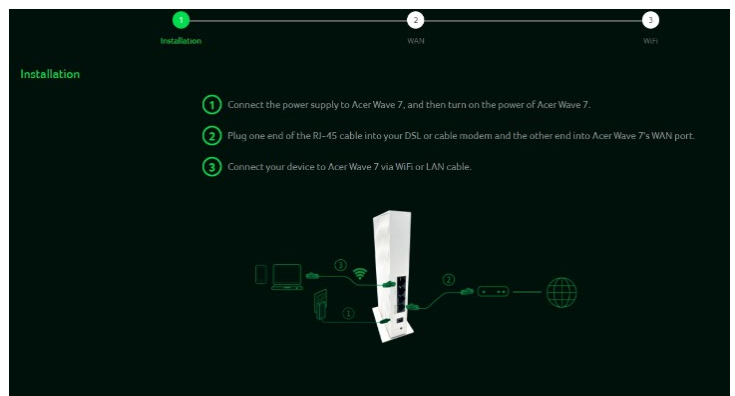 1
2
3
Installation
WAN
WiFi
Installation
1 Connect the power supply to Acer Wave 7, and then turn on the power of Acer Wave 7.
2 Plug one end of the RJ-45 cable into your DSL or cable modem and the other end into Acer Wave 7's WAN port.
3 Connect your device to Acer Wave 7 via WiFi or LAN cable.
3
2
1